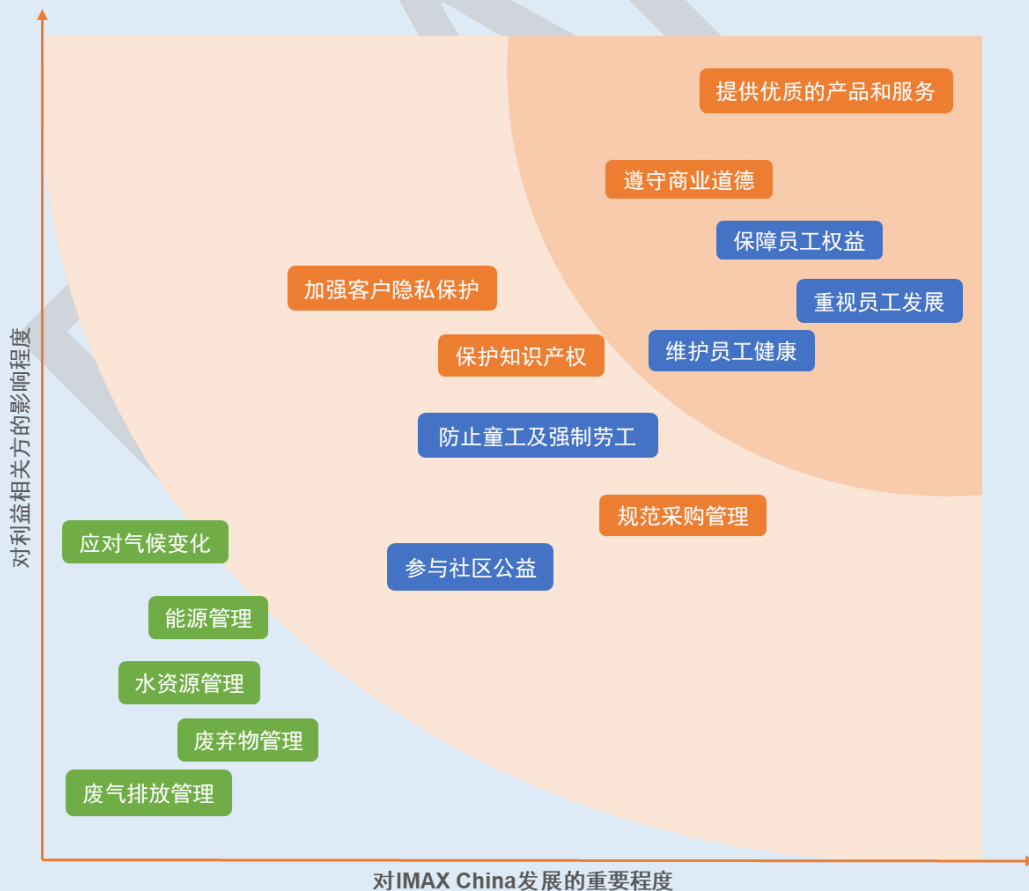 提供优质的产品和服务
遵守商业道德
保障员工权益
加强客户隐私保护
重视员工发展
保护知识产权
维护员工健康
防止童工及强制劳工
规范采购管理
应对气候变化
参与社区公益
能源管理
水资源管理
废弃物管理
废气排放管理
对利益相关方的影响程度
对IMAX China发展的重要程度